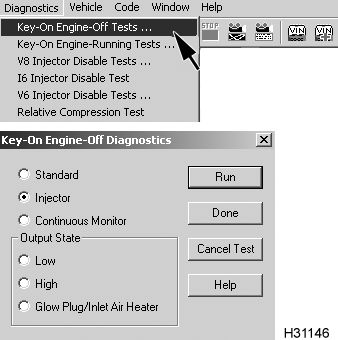 Diagnostics Vehicle Code Window Help
Key-On Engine-Off Tests ...
STOP
VIN VIN
Key-On Engine-Running Tests ...
V8 Injector Disable Tests ...
I6 Injector Disable Test
V6 Injector Disable Tests ...
Relative Compression Test
Key-On Engine-Off Diagnostics
Standard
Run
Injector
Done
Continuous Monitor
Output State
Cancel Test
Low
High
Help
Glow Plug/Inlet Air Heater
H31146